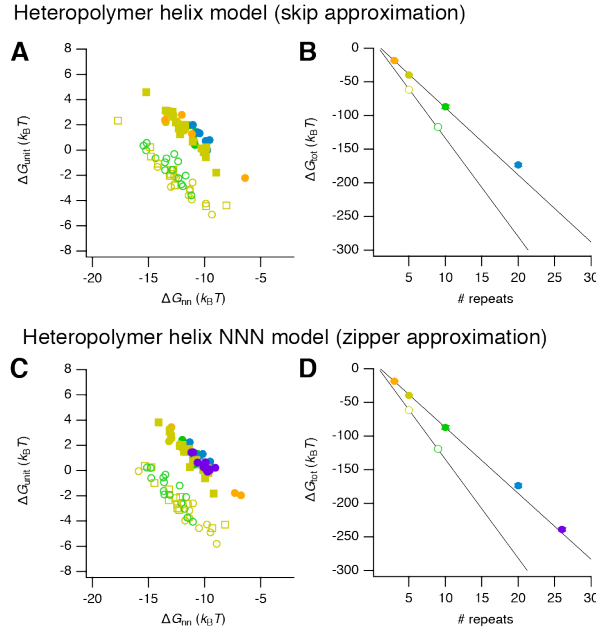 Heteropolymer helix model (skip approximation)
A
B
8
6
4
2
0
-2
-4
-6
-8
ΔGunit (kBT)
-20 -15 -10 -5
ΔGnn (kBT)
0
-50
-100
-150
-200
-250
-300
ΔGtot (kBT)
5 10 15 20 25 30
# repeats
Heteropolymer helix NNN model (zipper approximation)
C
D
8
6
4
2
0
-2
-4
-6
-8
ΔGunit (kBT)
-20 -15 -10 -5
ΔGnn (kBT)
0
-50
-100
-150
-200
-250
-300
ΔGtot (kBT)
5 10 15 20 25 30
# repeats